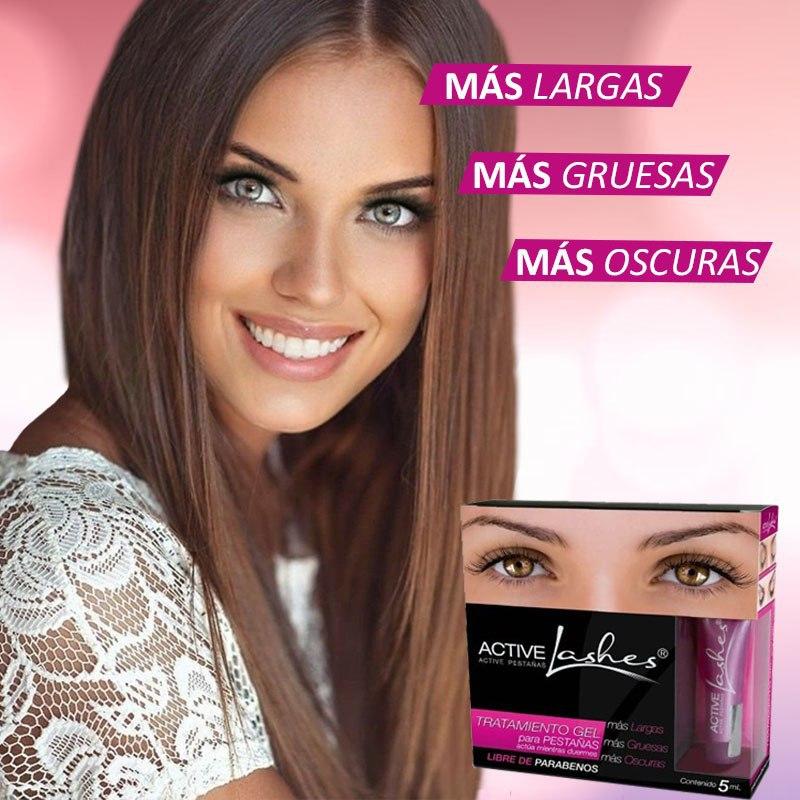 MÁS LARGAS
MÁS GRUESAS
MÁS OSCURAS
ACTIVE Lashes®
ACTIVE PESTAÑAS
TRATAMIENTO GEL
para PESTAÑAS
actúa mientras duermes
más Largas
más Gruesas
más Oscuras
LIBRE DE PARABENOS
ACTIVE Lashes
Contenido 5 mL